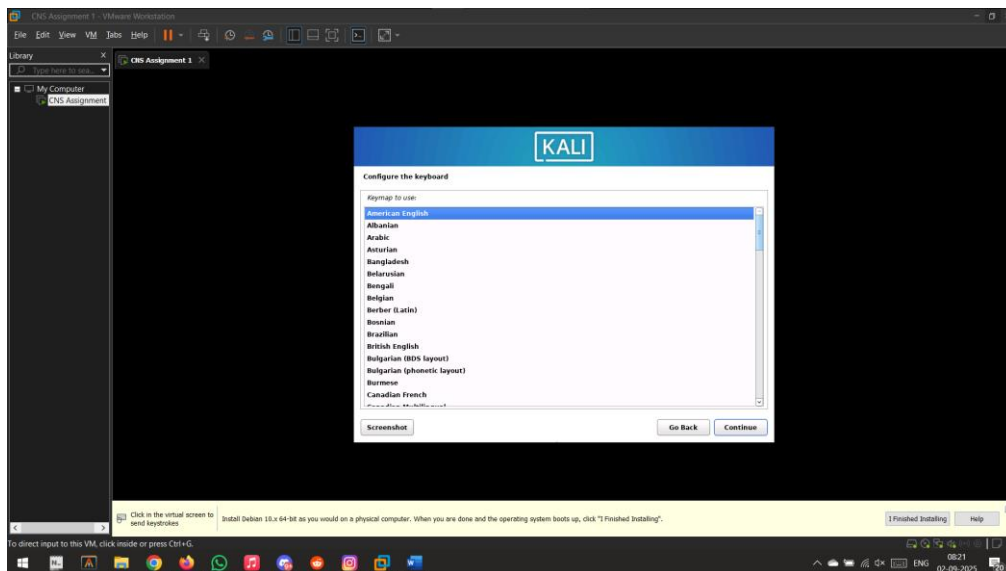 CNS Assignment 1 - VMware Workstation
File Edit View VM Tabs Help
Library
Type here to sea...
CNS Assignment 1
My Computer
CNS Assignment
KALI
Configure the keyboard
Keymap to use:
American English
Albanian
Arabic
Asturian
Bangladesh
Belarusian
Bengali
Belgian
Berber (Latin)
Bosnian
Brazilian
British English
Bulgarian (BDS layout)
Bulgarian (phonetic layout)
Burmese
Canadian French
Screenshot
Go Back
Continue
Click in the virtual screen to
send keystrokes
Install Debian 10.x 64-bit as you would on a physical computer. When you are done and the operating system boots up, click "I Finished Installing".
I Finished Installing
Help
To direct input to this VM, click inside or press Ctrl+G.
ENG
08:21
02-09-2025